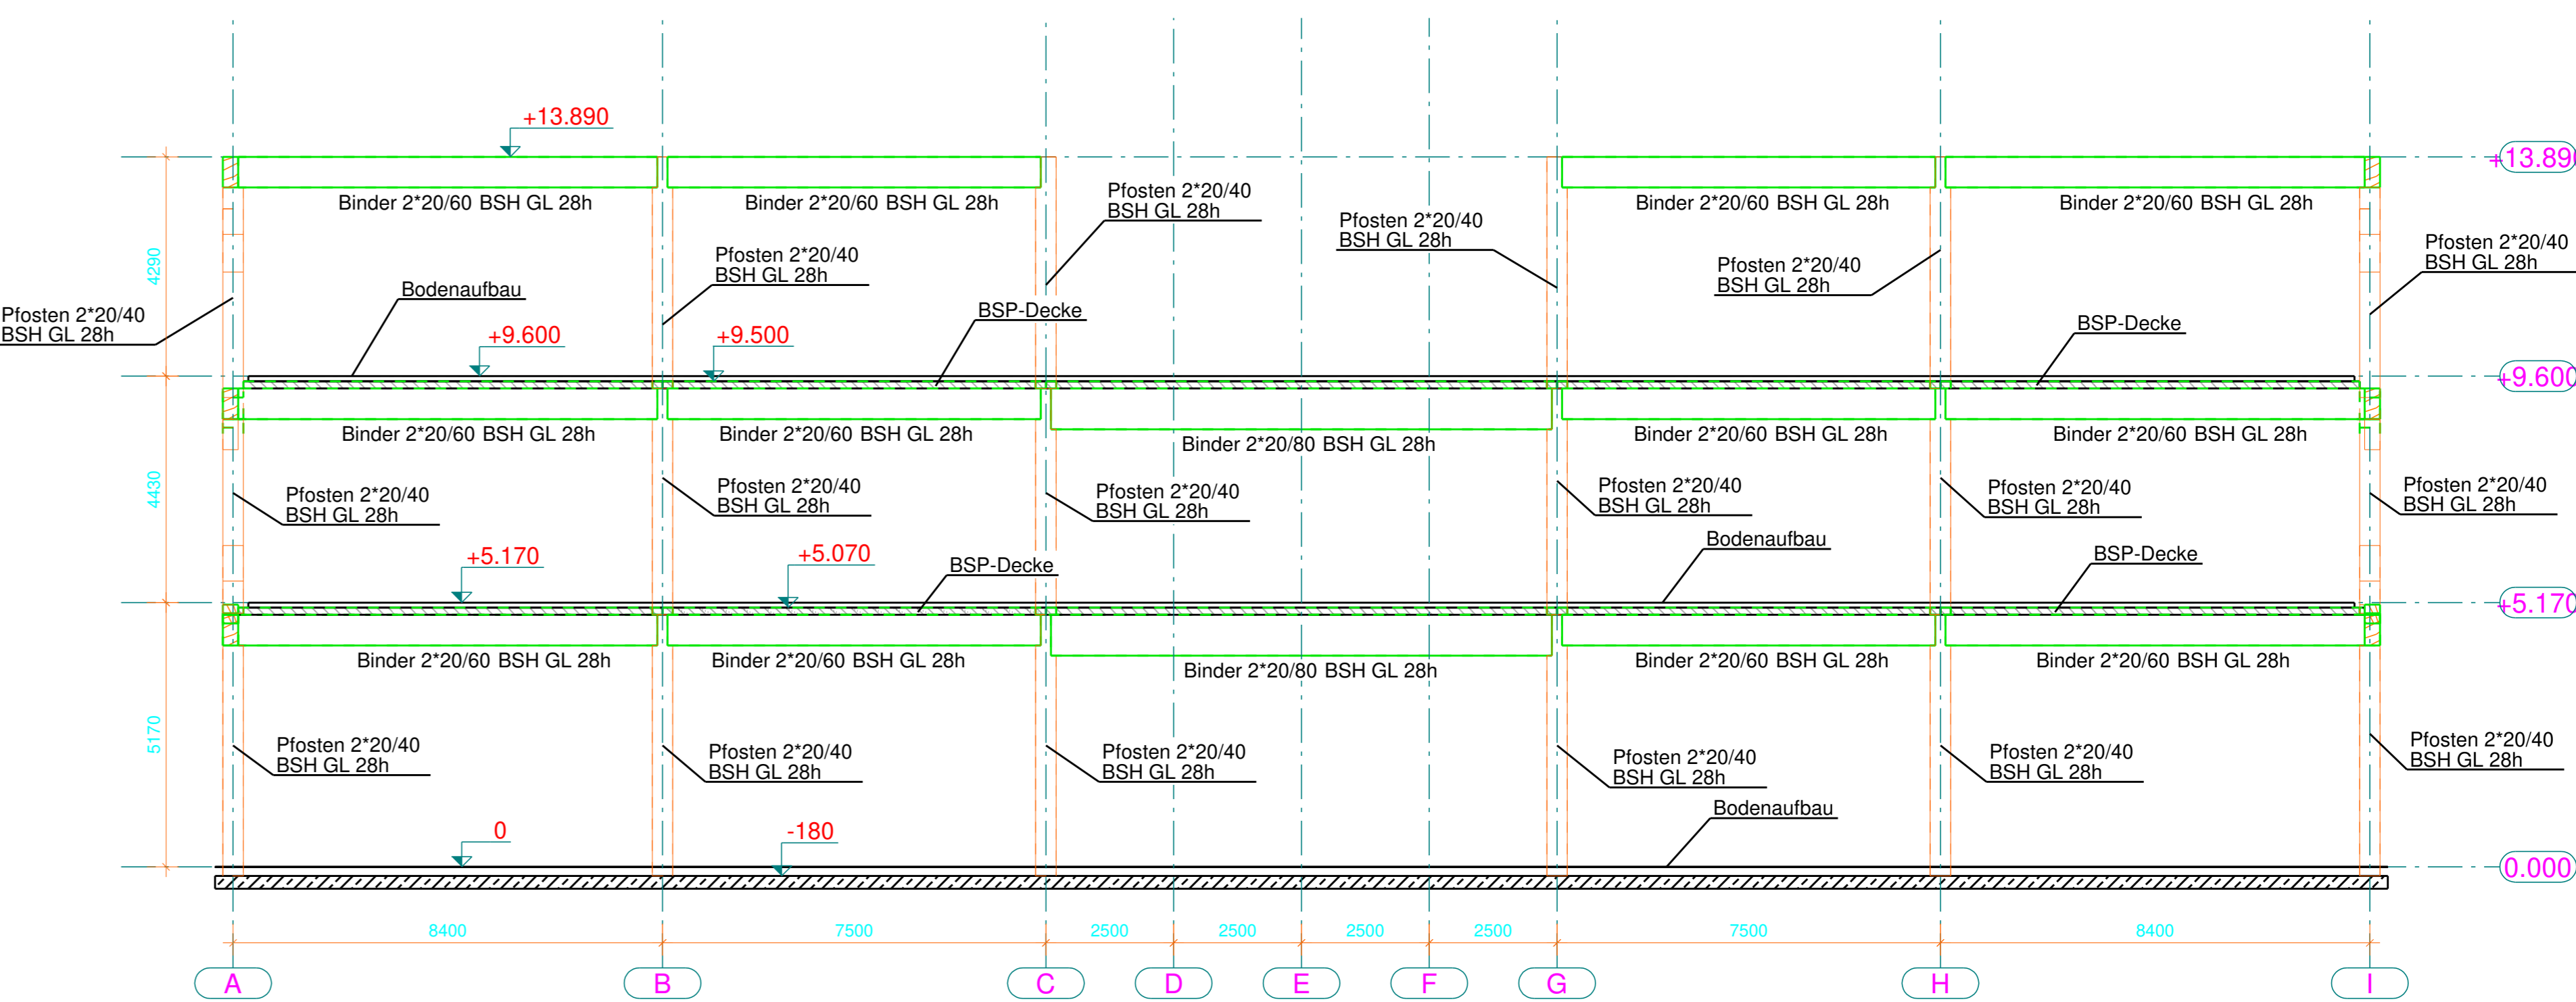 +13.890
+13.89
Binder 2*20/60 BSH GL 28h
Binder 2*20/60 BSH GL 28h
Binder 2*20/60 BSH GL 28h
Binder 2*20/60 BSH GL 28h
Pfosten 2*20/40
BSH GL 28h
Pfosten 2*20/40
BSH GL 28h
Pfosten 2*20/40
BSH GL 28h
Pfosten 2*20/40
BSH GL 28h
Pfosten 2*20/40
BSH GL 28h
Pfosten 2*20/40
BSH GL 28h
4290
Bodenaufbau
BSP-Decke
BSP-Decke
+9.600
+9.500
+9.600
Binder 2*20/60 BSH GL 28h
Binder 2*20/60 BSH GL 28h
Binder 2*20/80 BSH GL 28h
Binder 2*20/60 BSH GL 28h
Binder 2*20/60 BSH GL 28h
4430
Pfosten 2*20/40
BSH GL 28h
Pfosten 2*20/40
BSH GL 28h
Pfosten 2*20/40
BSH GL 28h
Pfosten 2*20/40
BSH GL 28h
Pfosten 2*20/40
BSH GL 28h
Pfosten 2*20/40
BSH GL 28h
+5.170
+5.070
BSP-Decke
Bodenaufbau
BSP-Decke
+5.170
Binder 2*20/60 BSH GL 28h
Binder 2*20/60 BSH GL 28h
Binder 2*20/80 BSH GL 28h
Binder 2*20/60 BSH GL 28h
Binder 2*20/60 BSH GL 28h
5170
Pfosten 2*20/40
BSH GL 28h
Pfosten 2*20/40
BSH GL 28h
Pfosten 2*20/40
BSH GL 28h
Pfosten 2*20/40
BSH GL 28h
Pfosten 2*20/40
BSH GL 28h
Pfosten 2*20/40
BSH GL 28h
0
-180
Bodenaufbau
0.000
8400
7500
2500
2500
2500
2500
7500
8400
A
B
C
D
E
F
G
H
I